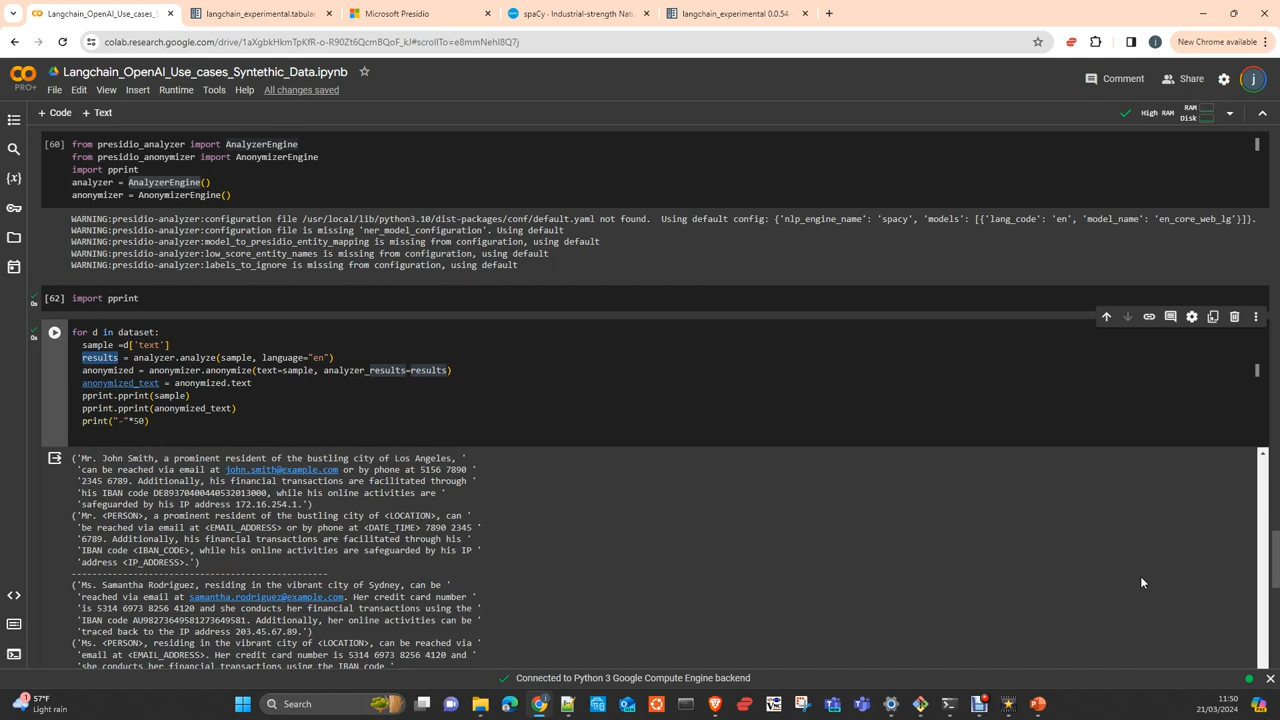 Langchain_OpenAI_Use_cases_S
langchain_experimental.tabular
Microsoft Presidio
spaCy · Industrial-strength Natu
langchain_experimental 0.0.54 -
colab.research.google.com/drive/1aXgbkHkmTpKfR-o-R90Zt6QcmBQoF_kJ#scrollTo=e8mmNehI8Q7j
New Chrome available
PRO+
Langchain_OpenAI_Use_cases_Syntethic_Data.ipynb
Comment
Share
j
File Edit View Insert Runtime Tools Help All changes saved
+ Code + Text
High RAM
RAM
Disk
[60] from presidio_analyzer import AnalyzerEngine
from presidio_anonymizer import AnonymizerEngine
import pprint
analyzer = AnalyzerEngine()
anonymizer = AnonymizerEngine()
WARNING:presidio-analyzer:configuration file /usr/local/lib/python3.10/dist-packages/conf/default.yaml not found. Using default config: {'nlp_engine_name': 'spacy', 'models': [{'lang_code': 'en', 'model_name': 'en_core_web_lg'}]}.
WARNING:presidio-analyzer:configuration file is missing 'ner_model_configuration'. Using default
WARNING:presidio-analyzer:model_to_presidio_entity_mapping is missing from configuration, using default
WARNING:presidio-analyzer:low_score_entity_names is missing from configuration, using default
WARNING:presidio-analyzer:labels_to_ignore is missing from configuration, using default
[62] import pprint
0s
for d in dataset:
0s
sample =d['text']
results = analyzer.analyze(sample, language="en")
anonymized = anonymizer.anonymize(text=sample, analyzer_results=results)
anonymized_text = anonymized.text
pprint.pprint(sample)
pprint.pprint(anonymized_text)
print("-"*50)
('Mr. John Smith, a prominent resident of the bustling city of Los Angeles, '
'can be reached via email at john.smith@example.com or by phone at 5156 7890 '
'2345 6789. Additionally, his financial transactions are facilitated through '
'his IBAN code DE89370400440532013000, while his online activities are '
'safeguarded by his IP address 172.16.254.1.')
('Mr. <PERSON>, a prominent resident of the bustling city of <LOCATION>, can '
'be reached via email at <EMAIL_ADDRESS> or by phone at <DATE_TIME> 7890 2345 '
'6789. Additionally, his financial transactions are facilitated through his '
'IBAN code <IBAN_CODE>, while his online activities are safeguarded by his IP '
'address <IP_ADDRESS>.')
--------------------------------------------------
('Ms. Samantha Rodriguez, residing in the vibrant city of Sydney, can be '
'reached via email at samantha.rodriguez@example.com. Her credit card number '
'is 5314 6973 8256 4120 and she conducts her financial transactions using the '
'IBAN code AU98273649581273649581. Additionally, her online activities can be '
'traced back to the IP address 203.45.67.89.')
('Ms. <PERSON>, residing in the vibrant city of <LOCATION>, can be reached via '
'email at <EMAIL_ADDRESS>. Her credit card number is 5314 6973 8256 4120 and '
'she conducts her financial transactions using the IBAN code '
Connected to Python 3 Google Compute Engine backend
57°F
Light rain
Search
11:50
21/03/2024